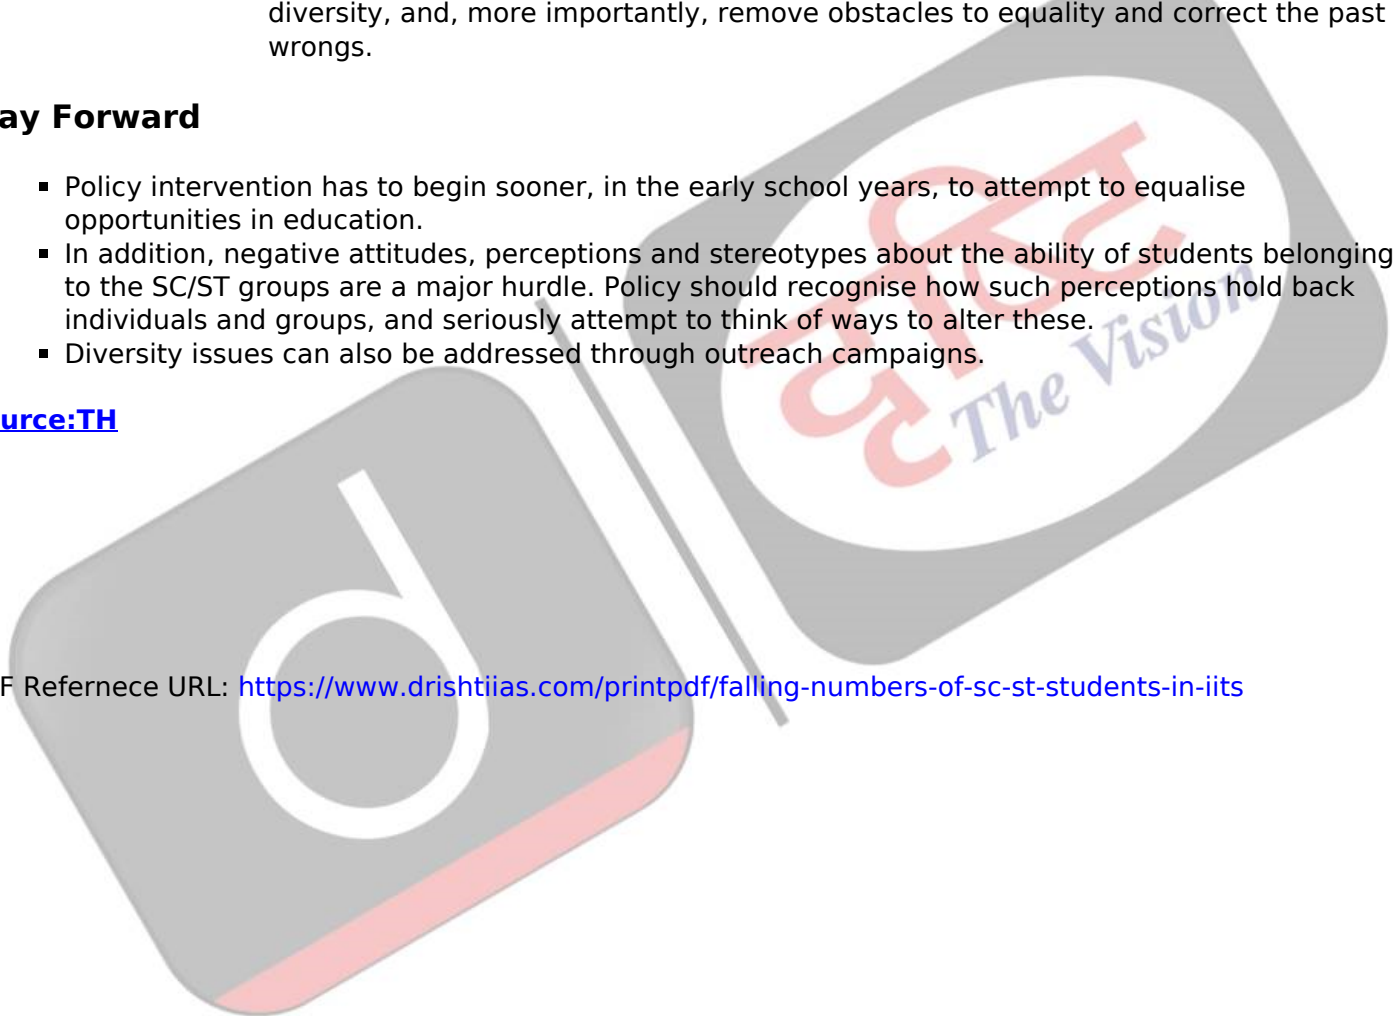 diversity, and, more importantly, remove obstacles to equality and correct the past
wrongs.
ay Forward
▪ Policy intervention has to begin sooner, in the early school years, to attempt to equalise
opportunities in education.
▪ In addition, negative attitudes, perceptions and stereotypes about the ability of students belonging
to the SC/ST groups are a major hurdle. Policy should recognise how such perceptions hold back
individuals and groups, and seriously attempt to think of ways to alter these.
▪ Diversity issues can also be addressed through outreach campaigns.
urce:TH
F Refernece URL: https://www.drishtiias.com/printpdf/falling-numbers-of-sc-st-students-in-iits
दृष्टि
The Vision
d